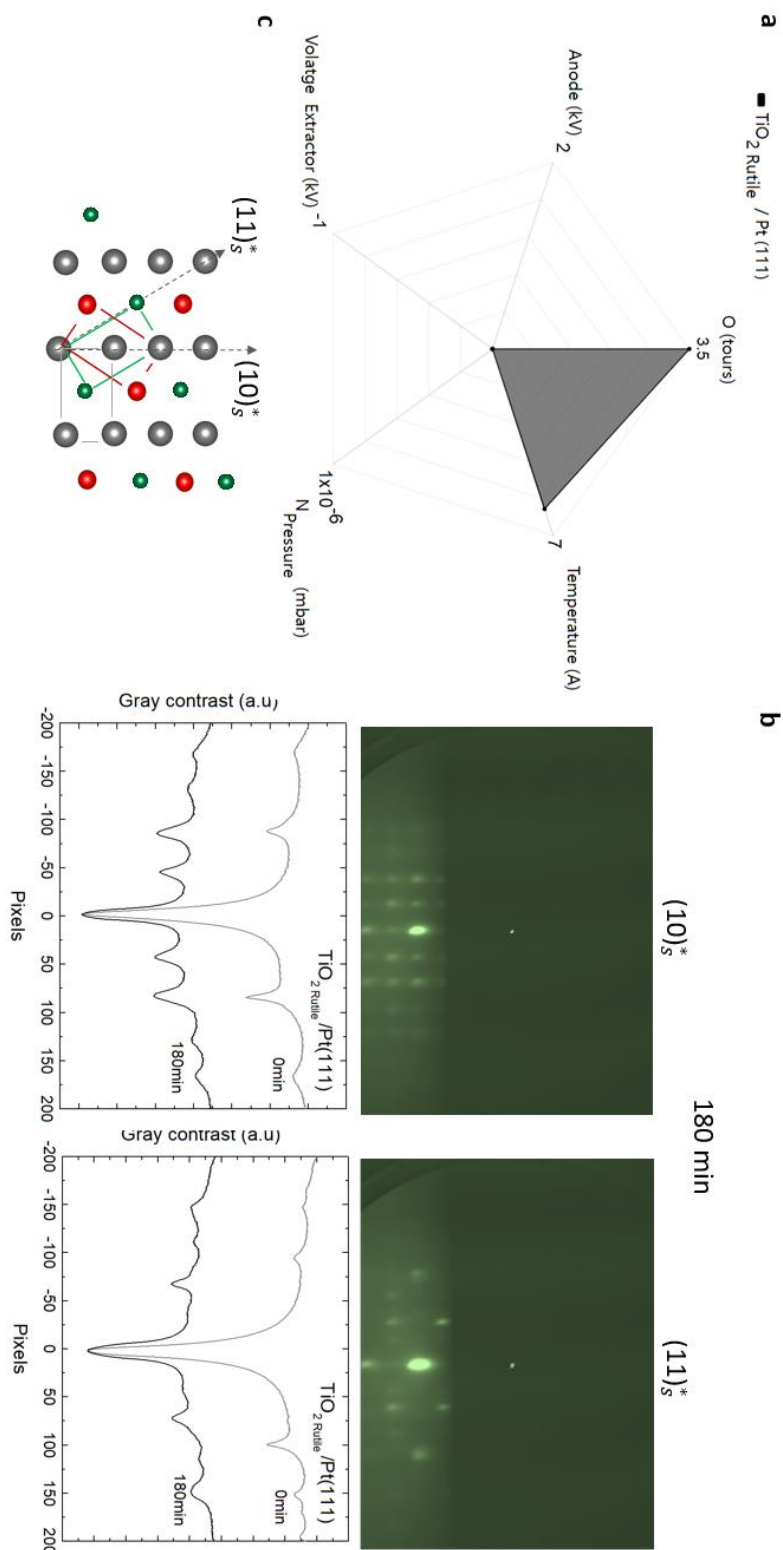 a
■ TiO2 Rutile / Pt (111)
O (tours)
3.5
Anode (kV)
2
7
Temperature (A)
Volatge Extractor (kV)
-1
1x10-6
N Pressure (mbar)
b
180 min
(10)*s
(11)*s
Gray contrast (a.u)
TiO2 Rutile/Pt(111)
0min
180min
-200 -150 -100 -50 0 50 100 150 200
Pixels
Gray contrast (a.u)
TiO2 Rutile/Pt(111)
0min
180min
-200 -150 -100 -50 0 50 100 150 200
Pixels
c
(11)*s
(10)*s